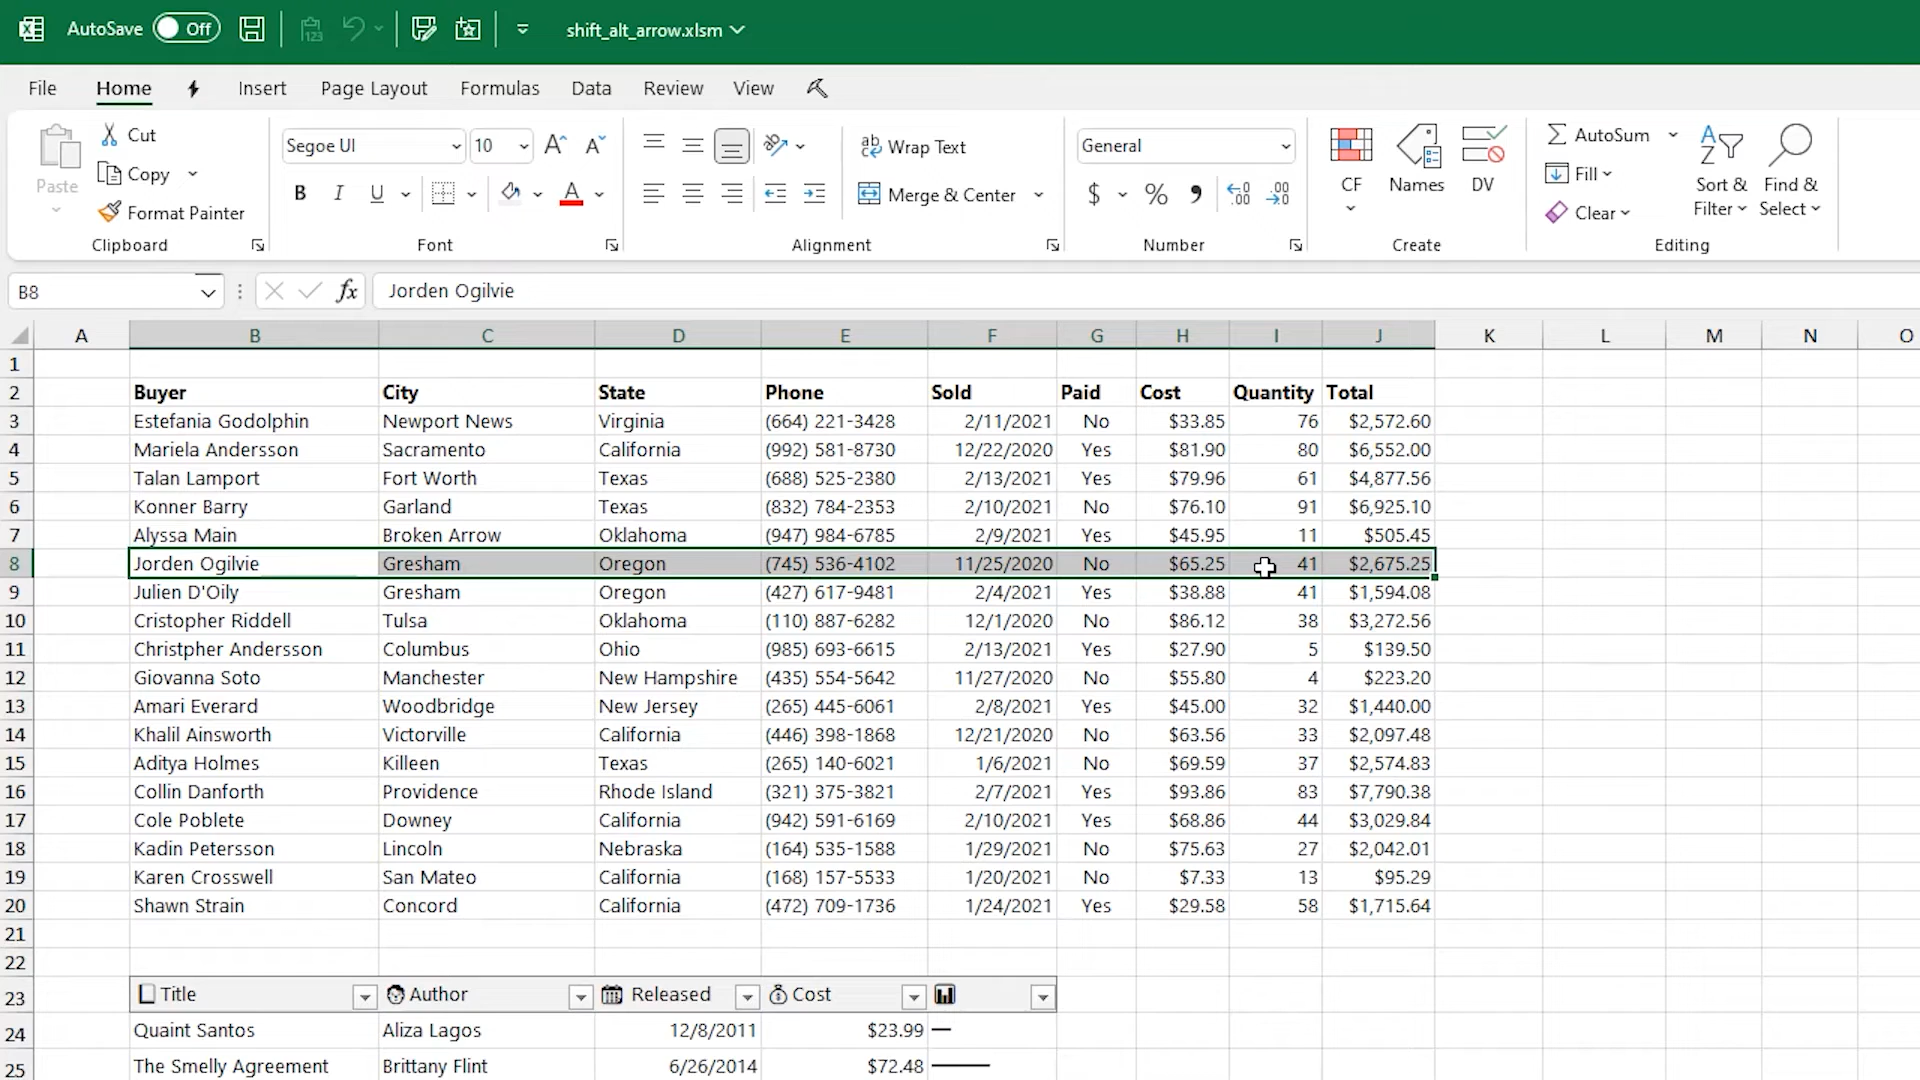 AutoSave Off shift_alt_arrow.xlsm
File Home Insert Page Layout Formulas Data Review View
Paste Cut Copy Format Painter
Clipboard
Segoe UI 10
B I U A
Font
Wrap Text
Merge & Center
Alignment
General
$ %
Number
CF Names DV
Create
AutoSum Fill Clear
Sort & Filter
Find & Select
Editing
B8 fx Jorden Ogilvie
A B C D E F G H I J K L M N O
1
2 Buyer City State Phone Sold Paid Cost Quantity Total
3 Estefania Godolphin Newport News Virginia (664) 221-3428 2/11/2021 No $33.85 76 $2,572.60
4 Mariela Andersson Sacramento California (992) 581-8730 12/22/2020 Yes $81.90 80 $6,552.00
5 Talan Lamport Fort Worth Texas (688) 525-2380 2/13/2021 Yes $79.96 61 $4,877.56
6 Konner Barry Garland Texas (832) 784-2353 2/10/2021 No $76.10 91 $6,925.10
7 Alyssa Main Broken Arrow Oklahoma (947) 984-6785 2/9/2021 Yes $45.95 11 $505.45
8 Jorden Ogilvie Gresham Oregon (745) 536-4102 11/25/2020 No $65.25 41 $2,675.25
9 Julien D'Oily Gresham Oregon (427) 617-9481 2/4/2021 Yes $38.88 41 $1,594.08
10 Cristopher Riddell Tulsa Oklahoma (110) 887-6282 12/1/2020 No $86.12 38 $3,272.56
11 Christpher Andersson Columbus Ohio (985) 693-6615 2/13/2021 Yes $27.90 5 $139.50
12 Giovanna Soto Manchester New Hampshire (435) 554-5642 11/27/2020 No $55.80 4 $223.20
13 Amari Everard Woodbridge New Jersey (265) 445-6061 2/8/2021 Yes $45.00 32 $1,440.00
14 Khalil Ainsworth Victorville California (446) 398-1868 12/21/2020 No $63.56 33 $2,097.48
15 Aditya Holmes Killeen Texas (265) 140-6021 1/6/2021 No $69.59 37 $2,574.83
16 Collin Danforth Providence Rhode Island (321) 375-3821 2/7/2021 Yes $93.86 83 $7,790.38
17 Cole Poblete Downey California (942) 591-6169 2/10/2021 Yes $68.86 44 $3,029.84
18 Kadin Petersson Lincoln Nebraska (164) 535-1588 1/29/2021 No $75.63 27 $2,042.01
19 Karen Crosswell San Mateo California (168) 157-5533 1/20/2021 No $7.33 13 $95.29
20 Shawn Strain Concord California (472) 709-1736 1/24/2021 Yes $29.58 58 $1,715.64
21
22
23 Title Author Released Cost
24 Quaint Santos Aliza Lagos 12/8/2011 $23.99
25 The Smelly Agreement Brittany Flint 6/26/2014 $72.48